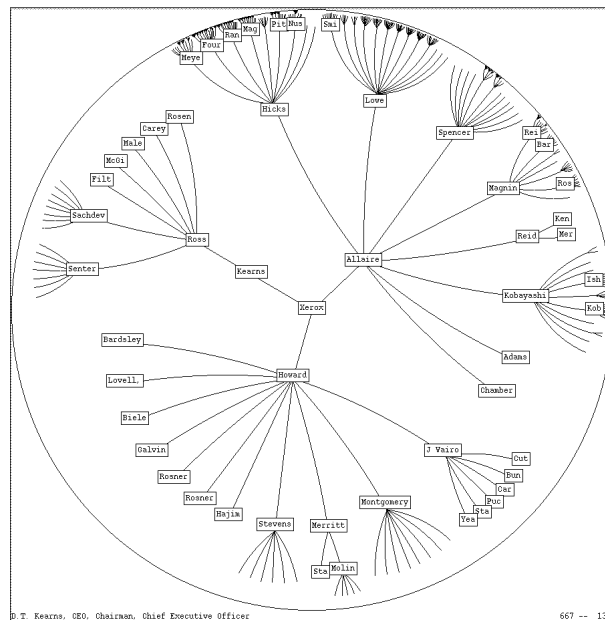 Smi
Pit
Nus
Mag
Ran
Four
Meye
Lowe
Hicks
Rosen
Carey
Male
McGi
Filt
Spencer
Rei
Bar
Ros
Magnin
Sachdev
Ross
Ken
Mer
Reid
Senter
Kearns
Allaire
Ish
Kobayashi
Kob
Xerox
Bardsley
Adams
Howard
Lovell,
Chamber
Biele
Galvin
J Vairo
Cut
Rosner
Bun
Rosner
Car
Montgomery
Puc
Hajim
Sta
Yea
Stevens
Merritt
Sta
Molin
D.T. Kearns, CEO, Chairman, Chief Executive Officer
667 -- 13